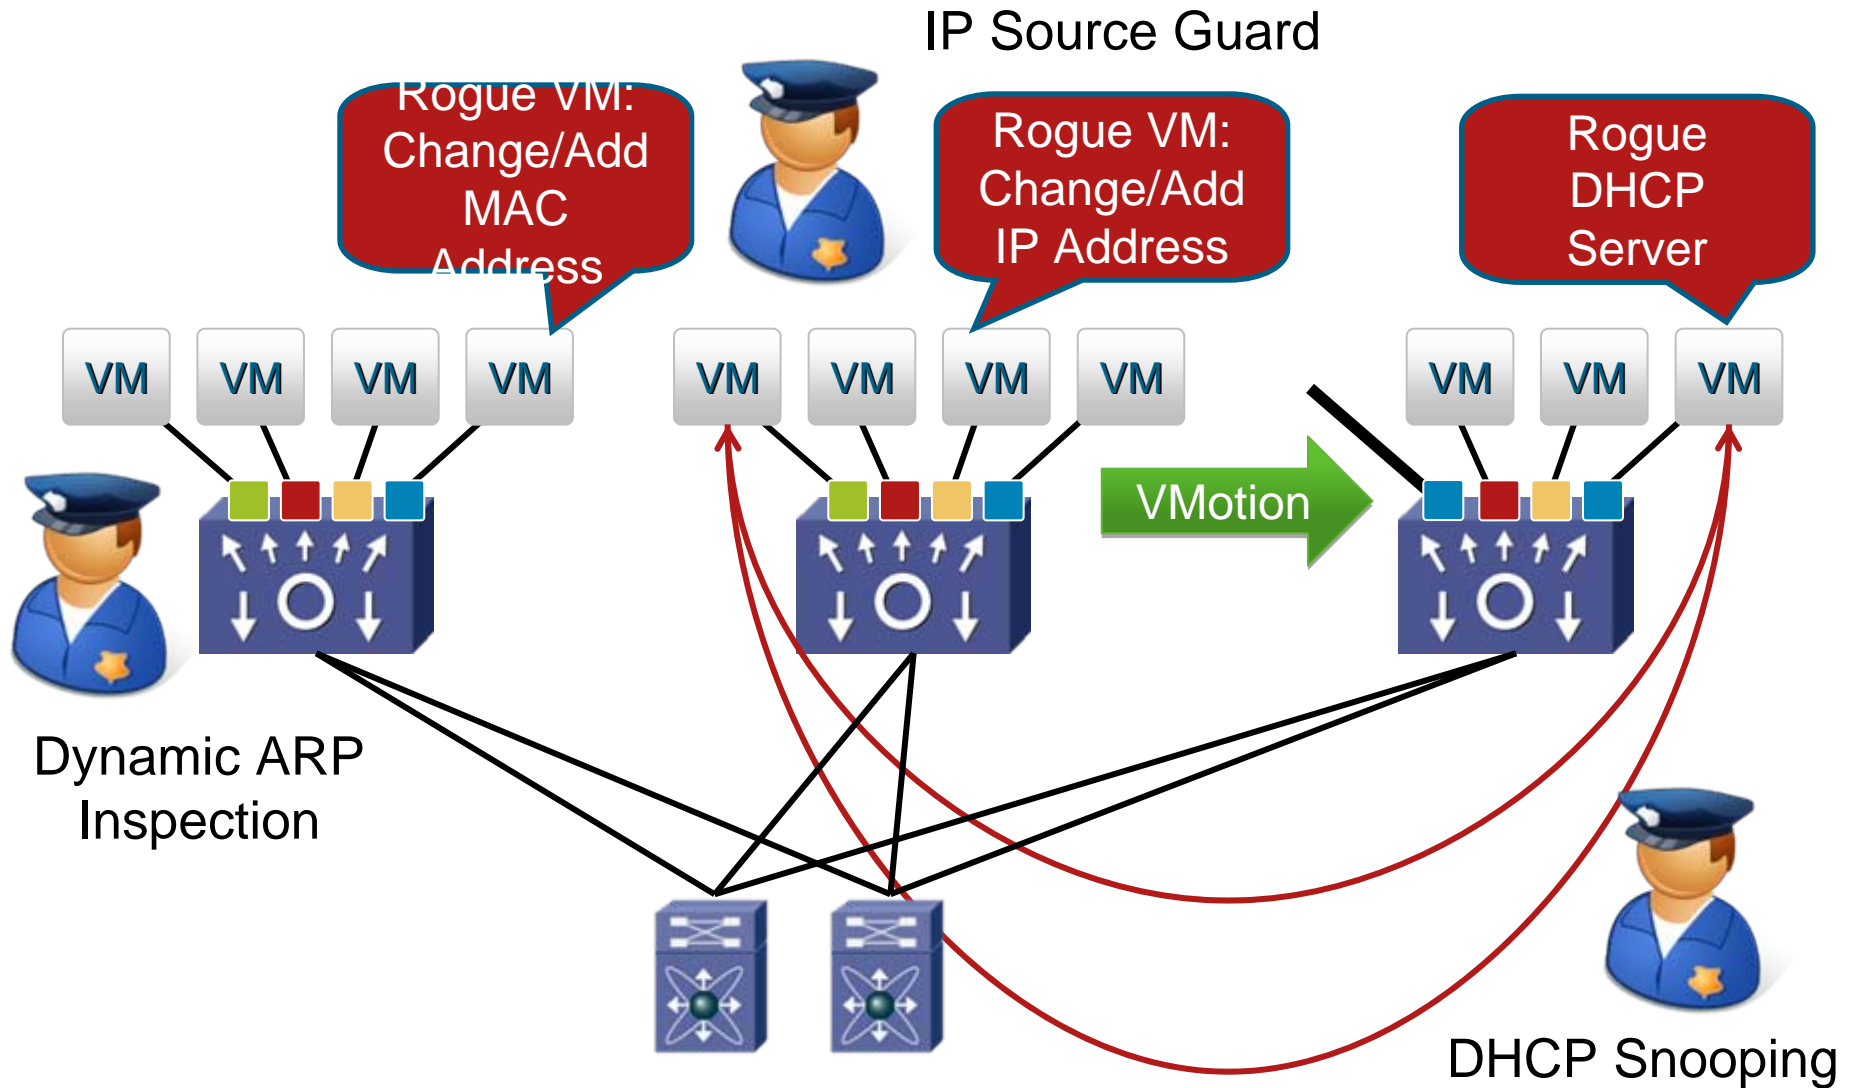 IP Source Guard
Rogue VM:
Change/Add
MAC
Address
Rogue VM:
Change/Add
IP Address
Rogue
DHCP
Server
VM
VM
VM
VM
VM
VM
VM
VM
VM
VM
VM
VMotion
Dynamic ARP
Inspection
DHCP Snooping